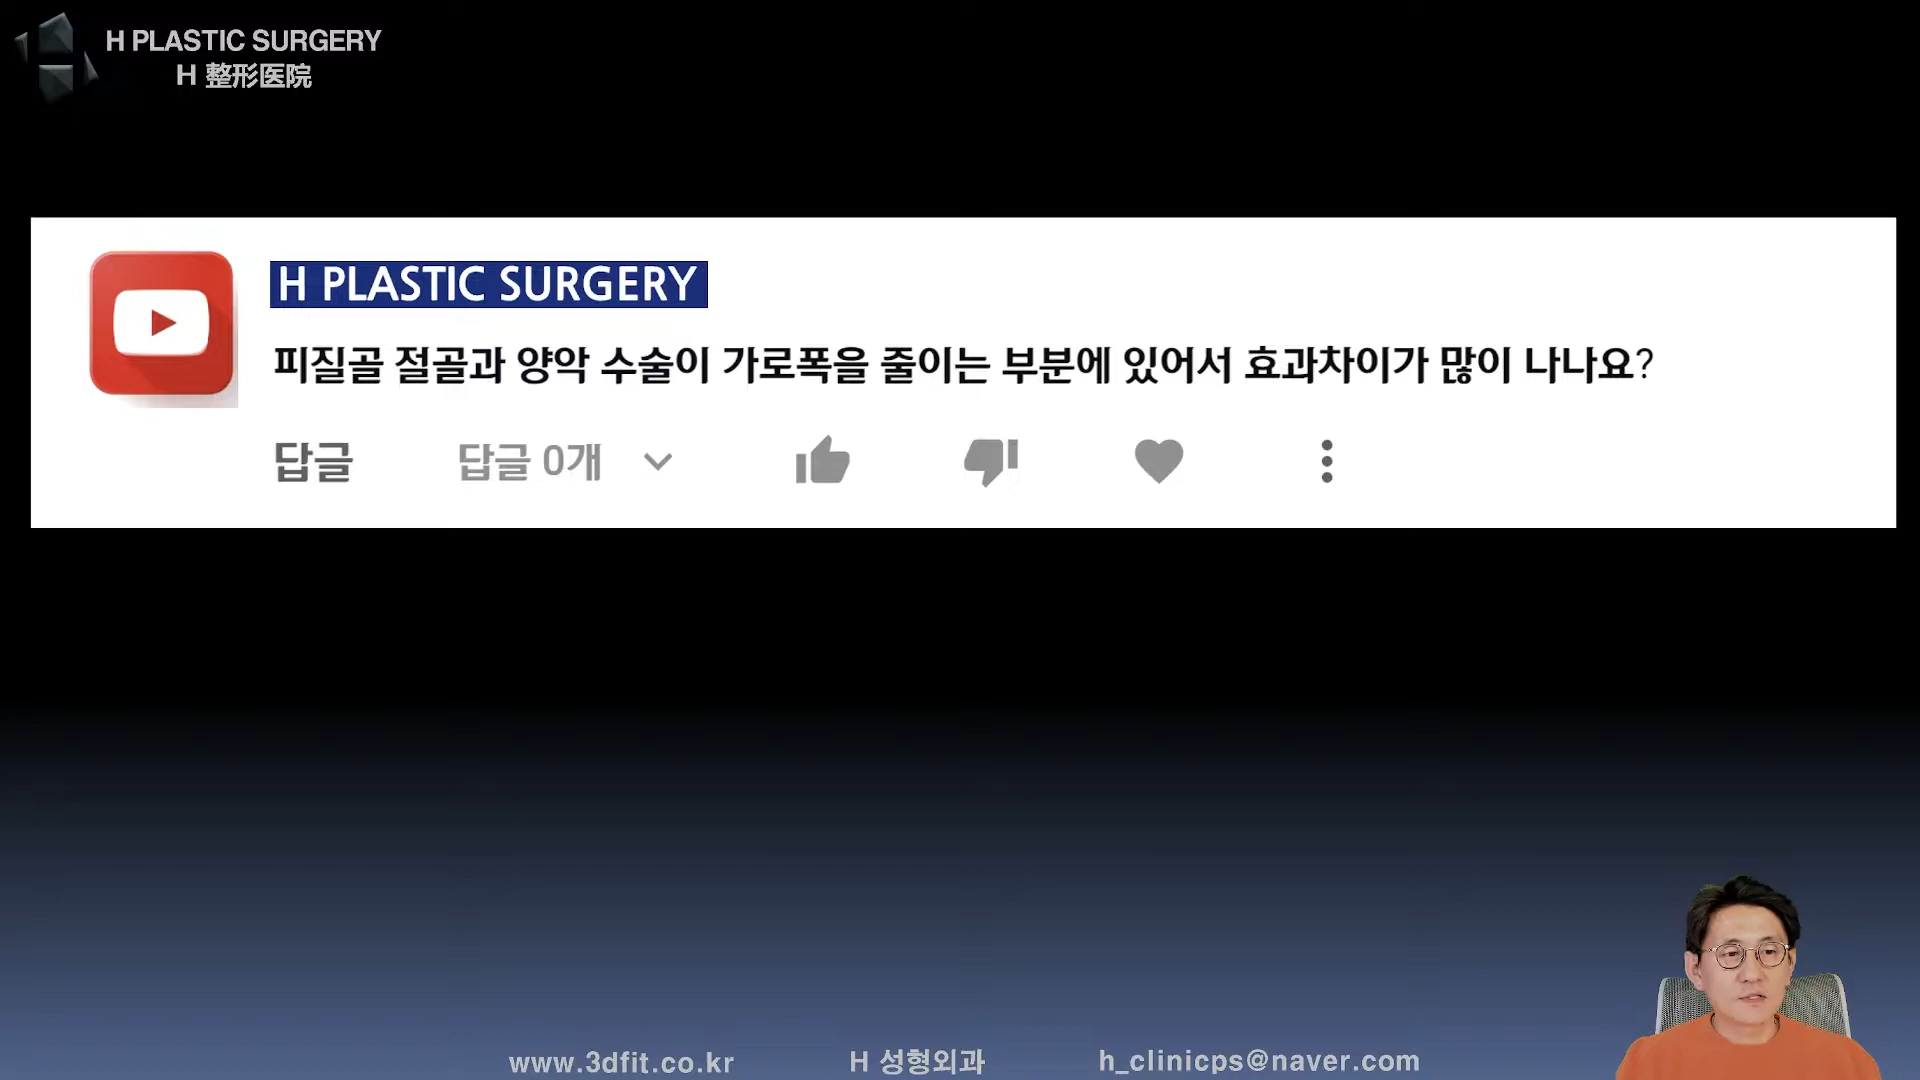 H PLASTIC SURGERY
H 整形医院
H PLASTIC SURGERY
피질골 절골과 양악 수술이 가로폭을 줄이는 부분에 있어서 효과차이가 많이 나나요?
답글 답글 0개
www.3dfit.co.kr H 성형외과 h_clinicps@naver.com